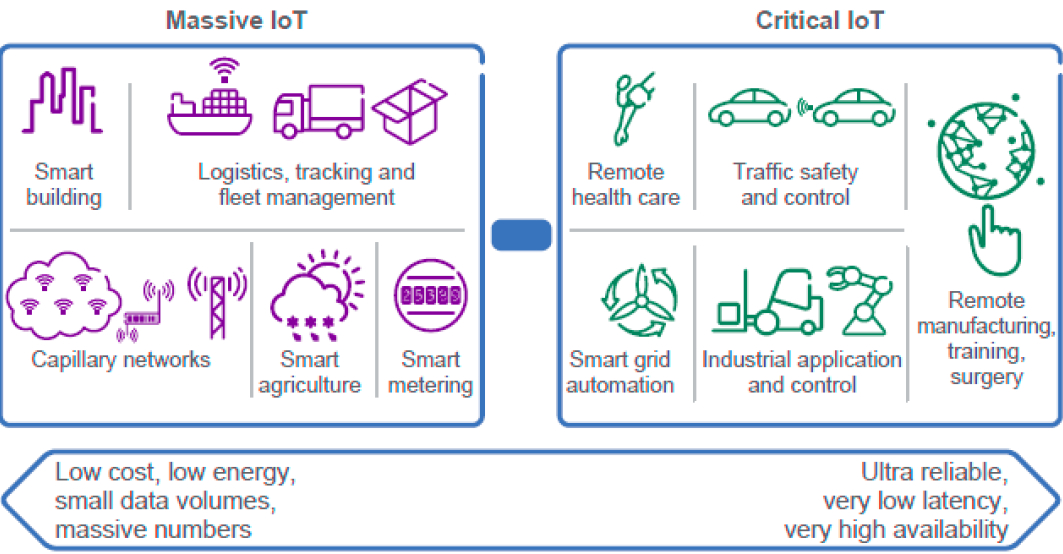 Massive IoT
Critical IoT
Smart
building
Logistics, tracking and
fleet management
Capillary networks
Smart
agriculture
Smart
metering
Remote
health care
Traffic safety
and control
Smart grid
automation
Industrial application
and control
Remote
manufacturing,
training,
surgery
Low cost, low energy,
small data volumes,
massive numbers
Ultra reliable,
very low latency,
very high availability